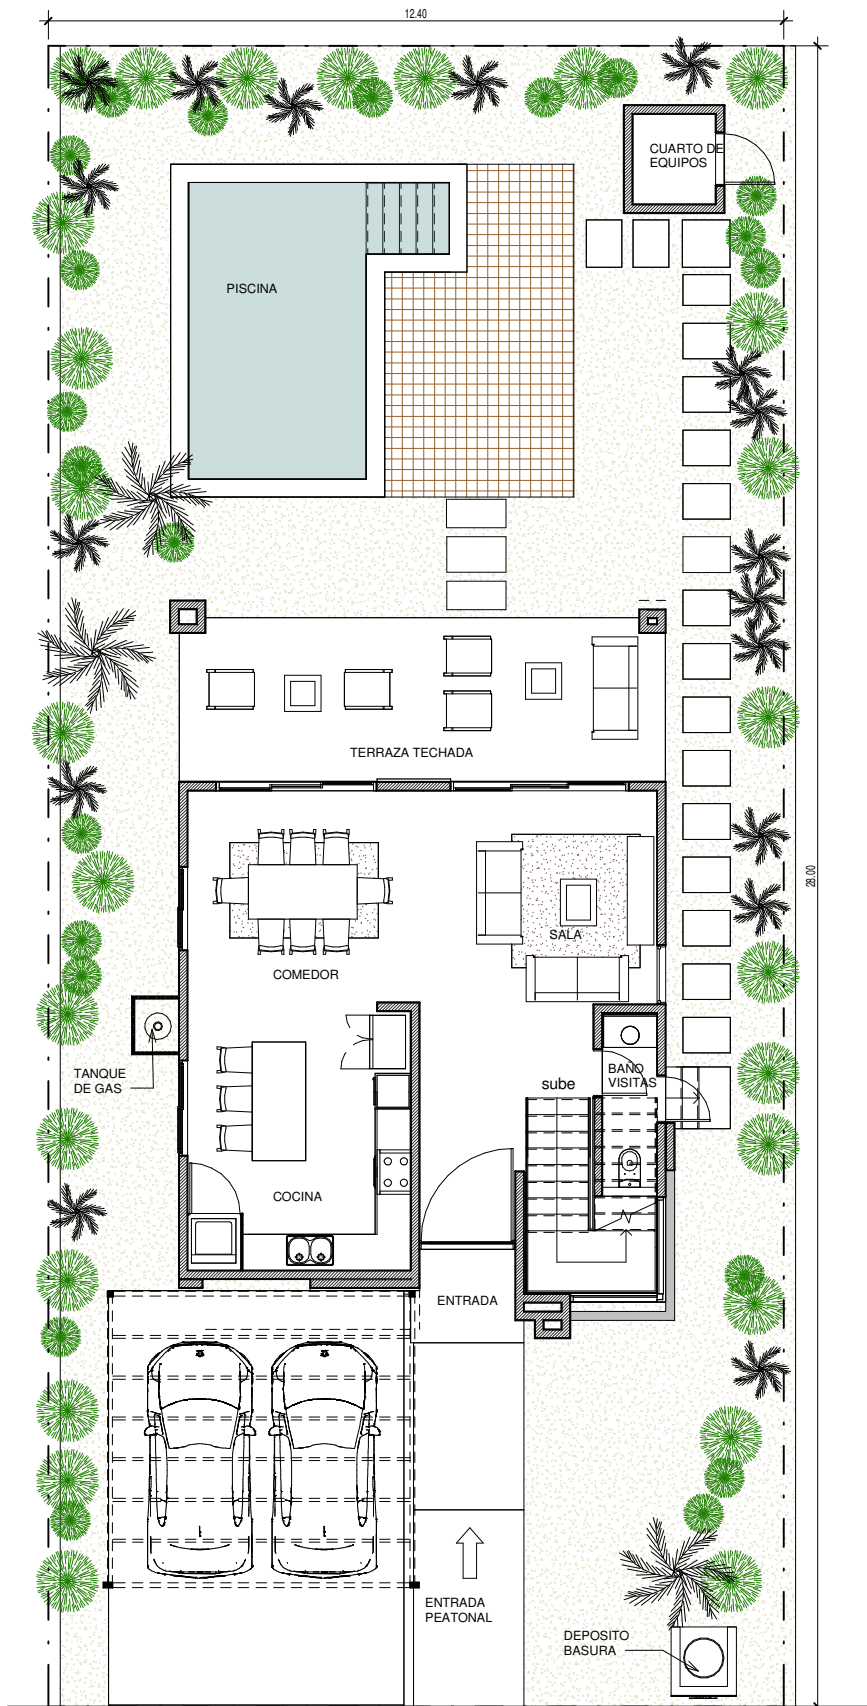 12.40
CUARTO DE
EQUIPOS
PISCINA
TERRAZA TECHADA
28.00
SALA
COMEDOR
TANQUE
DE GAS
BAÑO
VISITAS
sube
COCINA
ENTRADA
ENTRADA
PEATONAL
DEPOSITO
BASURA